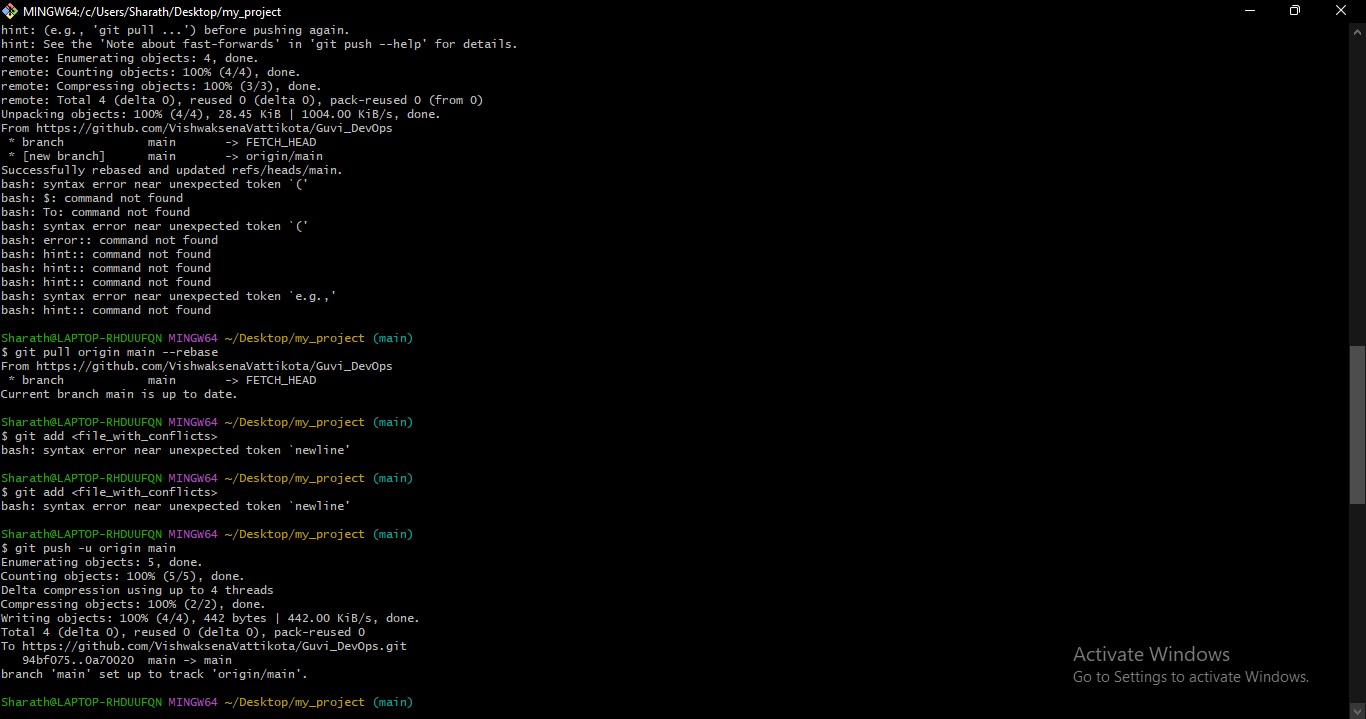 MINGW64:/c/Users/Sharath/Desktop/my_project
hint: (e.g., 'git pull ...') before pushing again.
hint: See the 'Note about fast-forwards' in 'git push --help' for details.
remote: Enumerating objects: 4, done.
remote: Counting objects: 100% (4/4), done.
remote: Compressing objects: 100% (3/3), done.
remote: Total 4 (delta 0), reused 0 (delta 0), pack-reused 0 (from 0)
Unpacking objects: 100% (4/4), 28.45 KiB | 1004.00 KiB/s, done.
From https://github.com/VishwaksenaVattikota/Guvi_DevOps
 * branch            main       -> FETCH_HEAD
 * [new branch]      main       -> origin/main
Successfully rebased and updated refs/heads/main.
bash: syntax error near unexpected token `('
bash: $: command not found
bash: To: command not found
bash: syntax error near unexpected token `('
bash: error:: command not found
bash: hint:: command not found
bash: hint:: command not found
bash: hint:: command not found
bash: syntax error near unexpected token `e.g.,'
bash: hint:: command not found
Sharath@LAPTOP-RHDUUFQN MINGW64 ~/Desktop/my_project (main)
$ git pull origin main --rebase
From https://github.com/VishwaksenaVattikota/Guvi_DevOps
 * branch            main       -> FETCH_HEAD
Current branch main is up to date.
Sharath@LAPTOP-RHDUUFQN MINGW64 ~/Desktop/my_project (main)
$ git add <file_with_conflicts>
bash: syntax error near unexpected token `newline'
Sharath@LAPTOP-RHDUUFQN MINGW64 ~/Desktop/my_project (main)
$ git add <file_with_conflicts>
bash: syntax error near unexpected token `newline'
Sharath@LAPTOP-RHDUUFQN MINGW64 ~/Desktop/my_project (main)
$ git push -u origin main
Enumerating objects: 5, done.
Counting objects: 100% (5/5), done.
Delta compression using up to 4 threads
Compressing objects: 100% (2/2), done.
Writing objects: 100% (4/4), 442 bytes | 442.00 KiB/s, done.
Total 4 (delta 0), reused 0 (delta 0), pack-reused 0
To https://github.com/VishwaksenaVattikota/Guvi_DevOps.git
   94bf075..0a70020  main -> main
branch 'main' set up to track 'origin/main'.
Sharath@LAPTOP-RHDUUFQN MINGW64 ~/Desktop/my_project (main)
Activate Windows
Go to Settings to activate Windows.